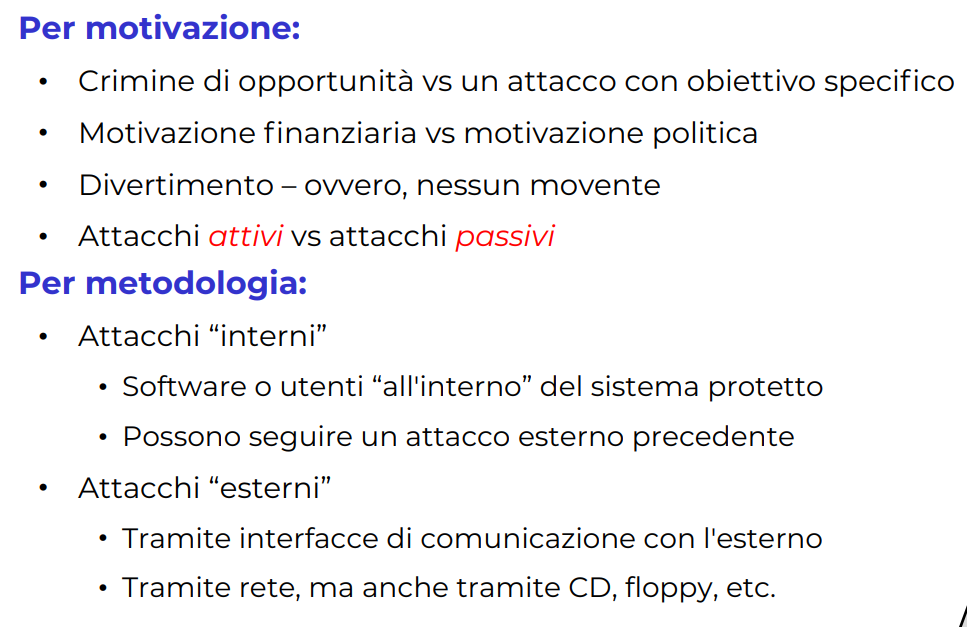 Per motivazione:
• Crimine di opportunità vs un attacco con obiettivo specifico
• Motivazione finanziaria vs motivazione politica
• Divertimento – ovvero, nessun movente
• Attacchi attivi vs attacchi passivi
Per metodologia:
• Attacchi “interni”
• Software o utenti “all'interno” del sistema protetto
• Possono seguire un attacco esterno precedente
• Attacchi “esterni”
• Tramite interfacce di comunicazione con l'esterno
• Tramite rete, ma anche tramite CD, floppy, etc.